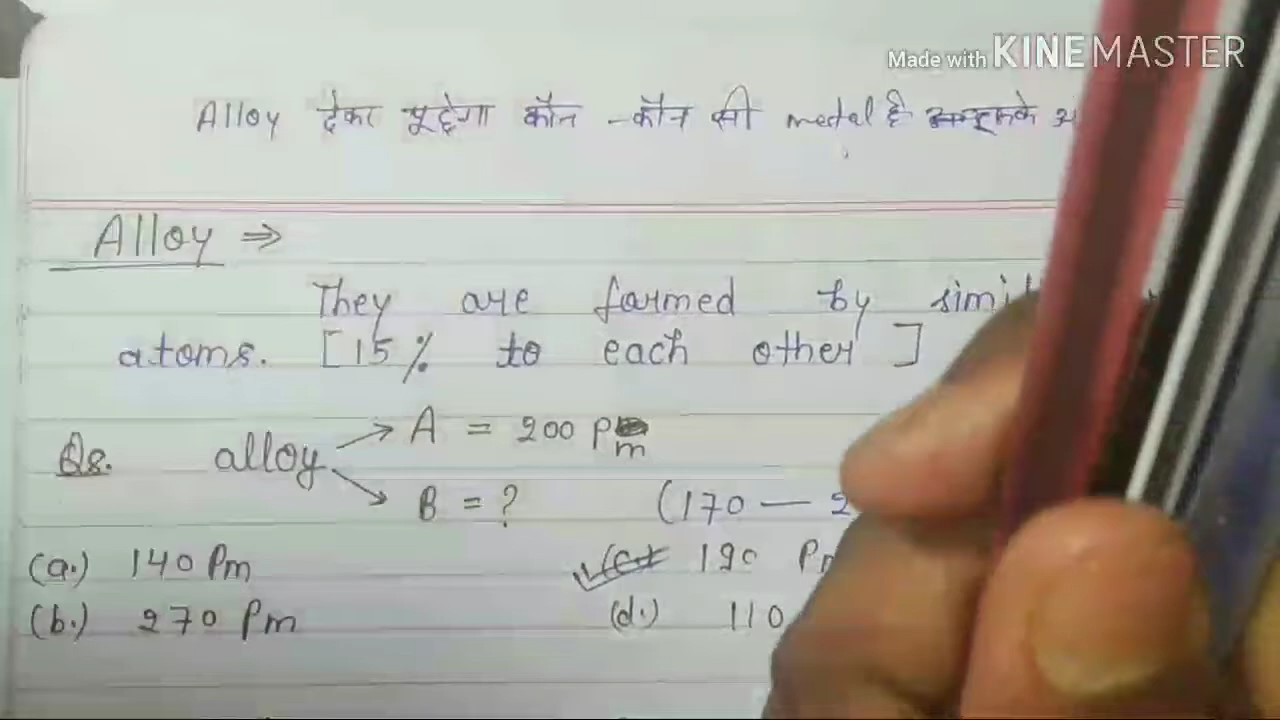 Made with KINEMASTER
Alloy देकर पूछेगा कौन - कौन सी metal है
Alloy ⇒
They are formed by
atoms. [15% to each other]
Qs. alloy → A = 200 Pm
→ B = ? (170 —
(a.) 140 Pm 190
(b.) 270 Pm (d.) 110